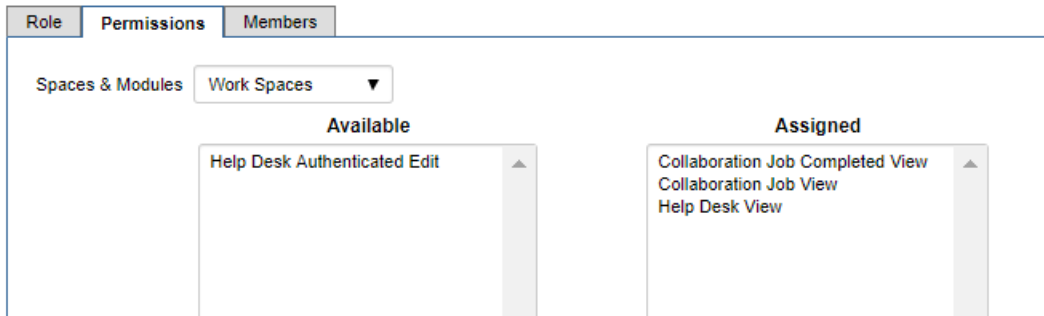 Role Permissions Members
Spaces & Modules Work Spaces
Available Assigned
Help Desk Authenticated Edit
Collaboration Job Completed View
Collaboration Job View
Help Desk View